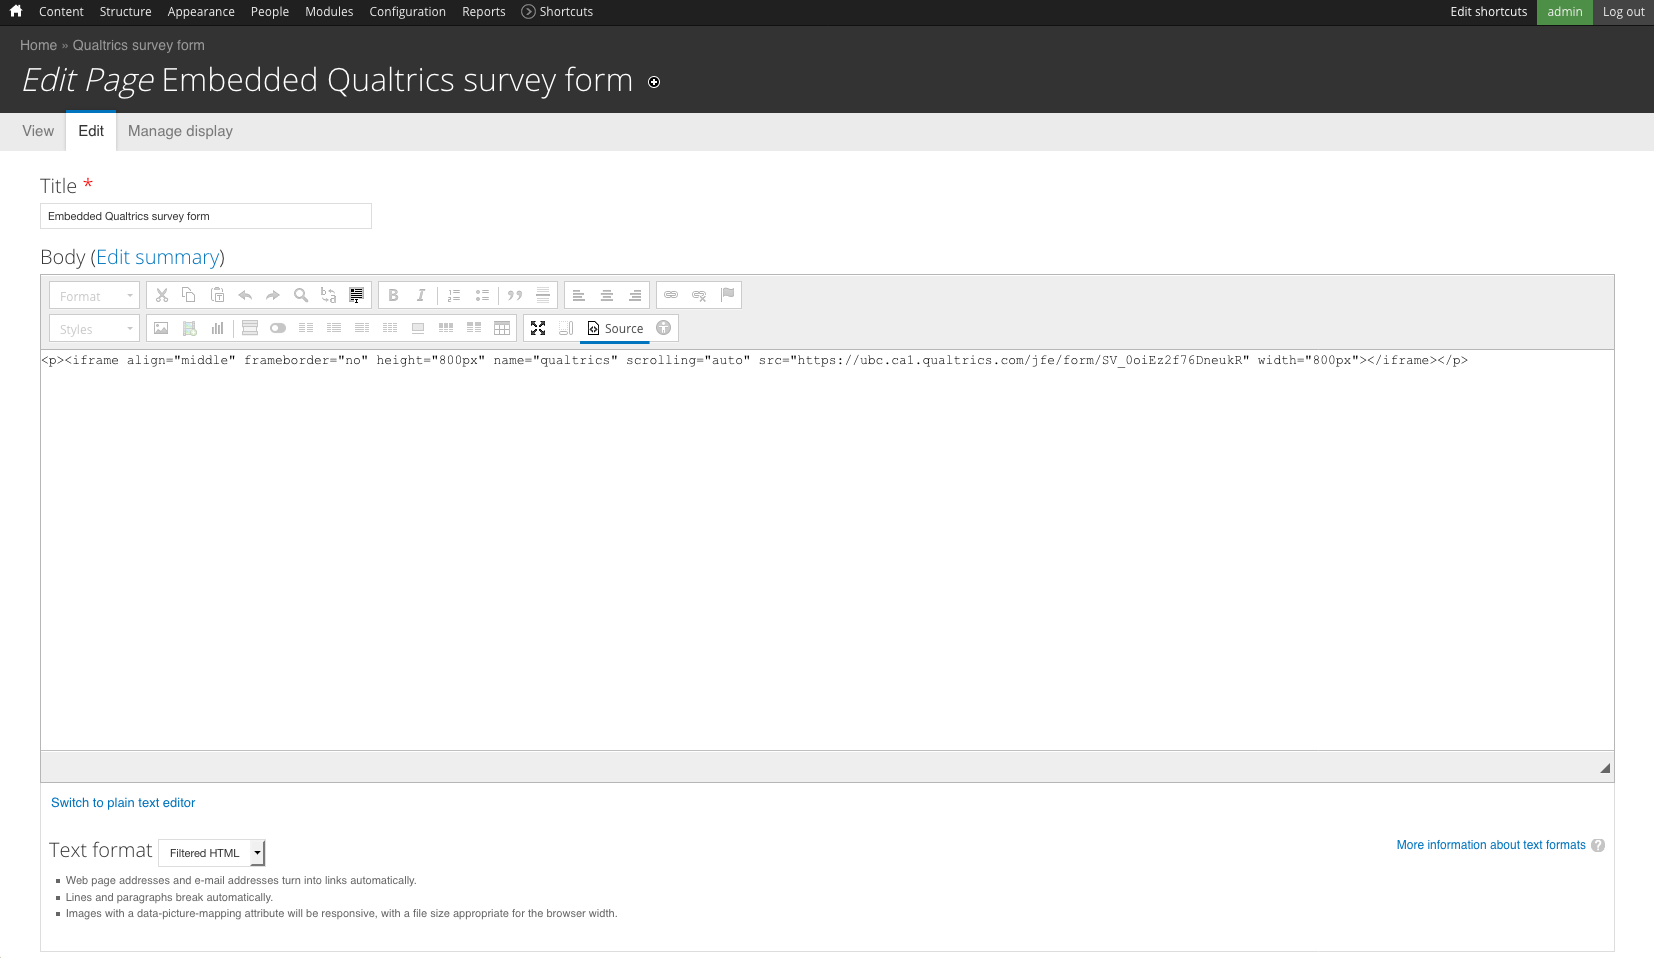 Content Structure Appearance People Modules Configuration Reports Shortcuts Edit shortcuts admin Log out
Home » Qualtrics survey form
Edit Page Embedded Qualtrics survey form
View Edit Manage display
Title *
Embedded Qualtrics survey form
Body (Edit summary)
Format
Styles Source
<p><iframe align="middle" frameborder="no" height="800px" name="qualtrics" scrolling="auto" src="https://ubc.ca1.qualtrics.com/jfe/form/SV_0oiEz2f76DneukR" width="800px"></iframe></p>
Switch to plain text editor
Text format Filtered HTML More information about text formats ?
Web page addresses and e-mail addresses turn into links automatically.
Lines and paragraphs break automatically.
Images with a data-picture-mapping attribute will be responsive, with a file size appropriate for the browser width.